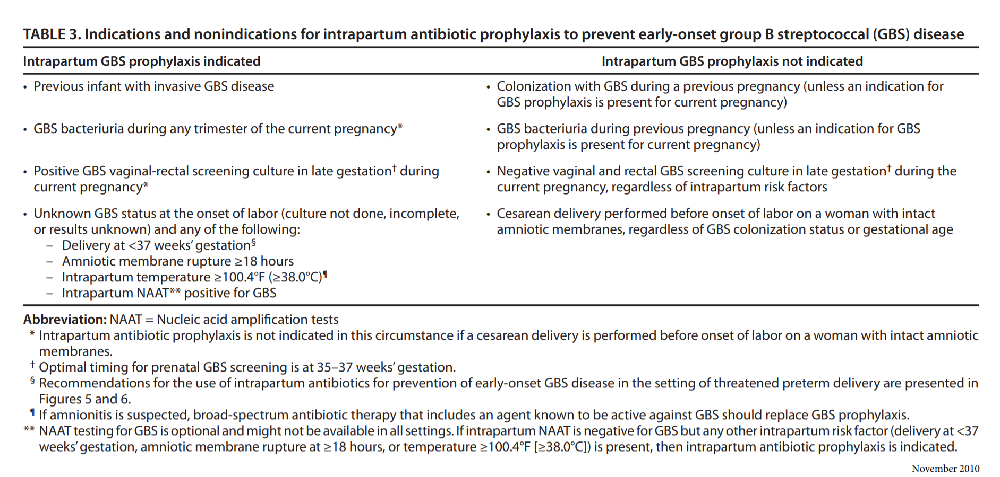 TABLE 3. Indications and nonindications for intrapartum antibiotic prophylaxis to prevent early-onset group B streptococcal (GBS) disease
Intrapartum GBS prophylaxis indicated
Intrapartum GBS prophylaxis not indicated
• Previous infant with invasive GBS disease
• Colonization with GBS during a previous pregnancy (unless an indication for
GBS prophylaxis is present for current pregnancy)
• GBS bacteriuria during any trimester of the current pregnancy*
• GBS bacteriuria during previous pregnancy (unless an indication for GBS
prophylaxis is present for current pregnancy)
• Positive GBS vaginal-rectal screening culture in late gestation† during
current pregnancy*
• Negative vaginal and rectal GBS screening culture in late gestation† during the
current pregnancy, regardless of intrapartum risk factors
• Unknown GBS status at the onset of labor (culture not done, incomplete,
or results unknown) and any of the following:
– Delivery at <37 weeks' gestation§
– Amniotic membrane rupture ≥18 hours
– Intrapartum temperature ≥100.4°F (≥38.0°C)¶
– Intrapartum NAAT** positive for GBS
• Cesarean delivery performed before onset of labor on a woman with intact
amniotic membranes, regardless of GBS colonization status or gestational age
Abbreviation: NAAT = Nucleic acid amplification tests
* Intrapartum antibiotic prophylaxis is not indicated in this circumstance if a cesarean delivery is performed before onset of labor on a woman with intact amniotic
membranes.
† Optimal timing for prenatal GBS screening is at 35–37 weeks' gestation.
§ Recommendations for the use of intrapartum antibiotics for prevention of early-onset GBS disease in the setting of threatened preterm delivery are presented in
Figures 5 and 6.
¶ If amnionitis is suspected, broad-spectrum antibiotic therapy that includes an agent known to be active against GBS should replace GBS prophylaxis.
** NAAT testing for GBS is optional and might not be available in all settings. If intrapartum NAAT is negative for GBS but any other intrapartum risk factor (delivery at <37
weeks' gestation, amniotic membrane rupture at ≥18 hours, or temperature ≥100.4°F [≥38.0°C]) is present, then intrapartum antibiotic prophylaxis is indicated.
November 2010